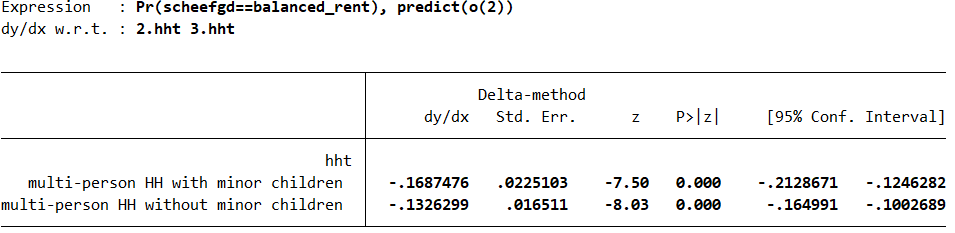 Expression : Pr(scheefgd==balanced_rent), predict(o(2))
dy/dx w.r.t. : 2.hht 3.hht
Delta-method
dy/dx Std. Err. z P>|z| [95% Conf. Interval]
hht
multi-person HH with minor children -.1687476 .0225103 -7.50 0.000 -.2128671 -.1246282
multi-person HH without minor children -.1326299 .016511 -8.03 0.000 -.164991 -.1002689